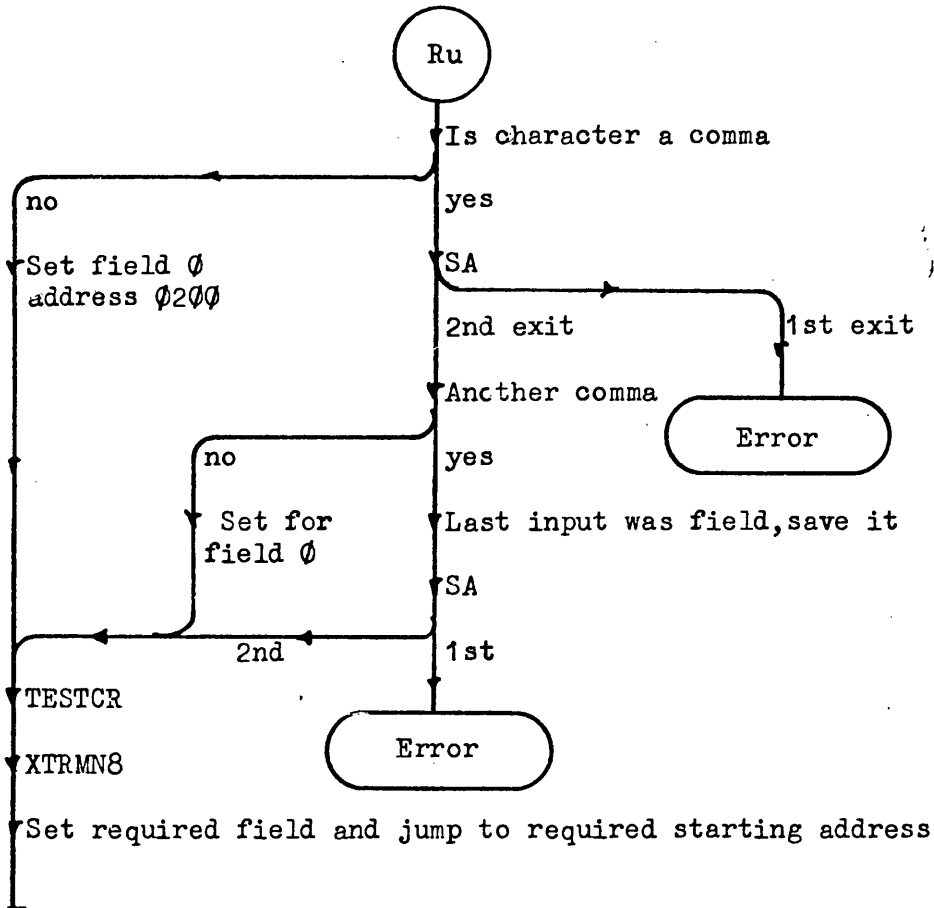 Ru
Is character a comma
no
yes
Set field Ø
address Ø2ØØ
SA
2nd exit
1st exit
Another comma
Error
no
yes
Set for
field Ø
Last input was field,save it
SA
2nd
1st
TESTCR
Error
XTRMN8
Set required field and jump to required starting address